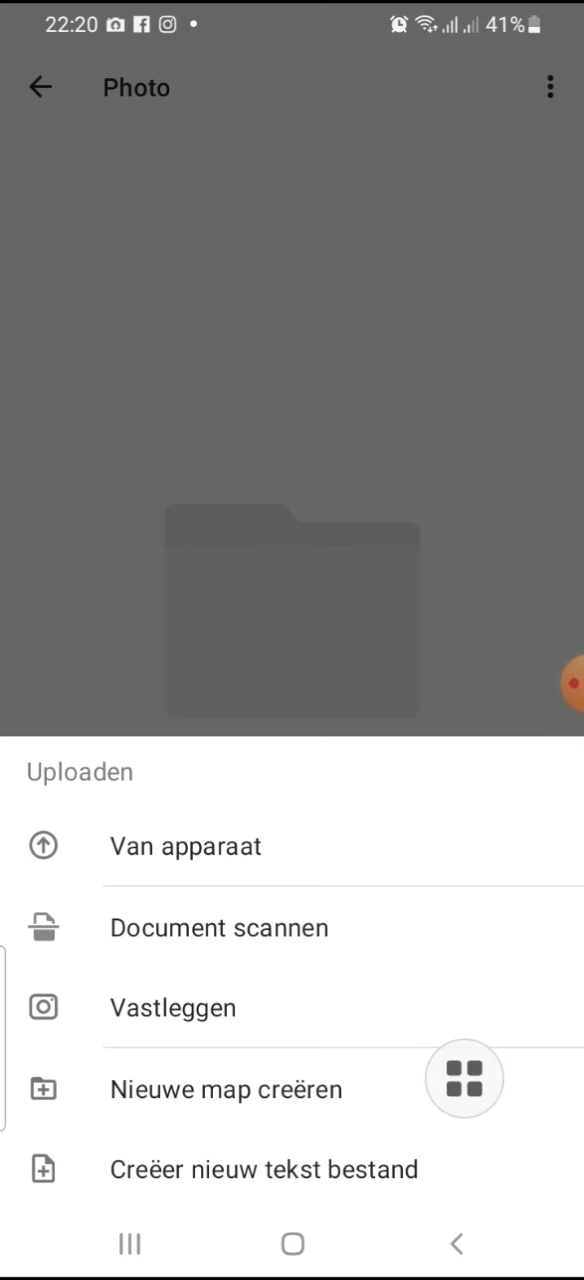 22:20 41%
Photo
Uploaden
Van apparaat
Document scannen
Vastleggen
Nieuwe map creëren
Creëer nieuw tekst bestand